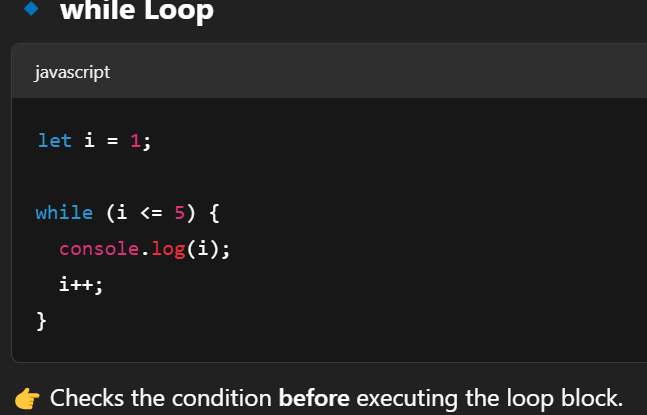 while Loop
javascript
let i = 1;
while (i <= 5) {
console.log(i);
i++;
}
Checks the condition before executing the loop block.